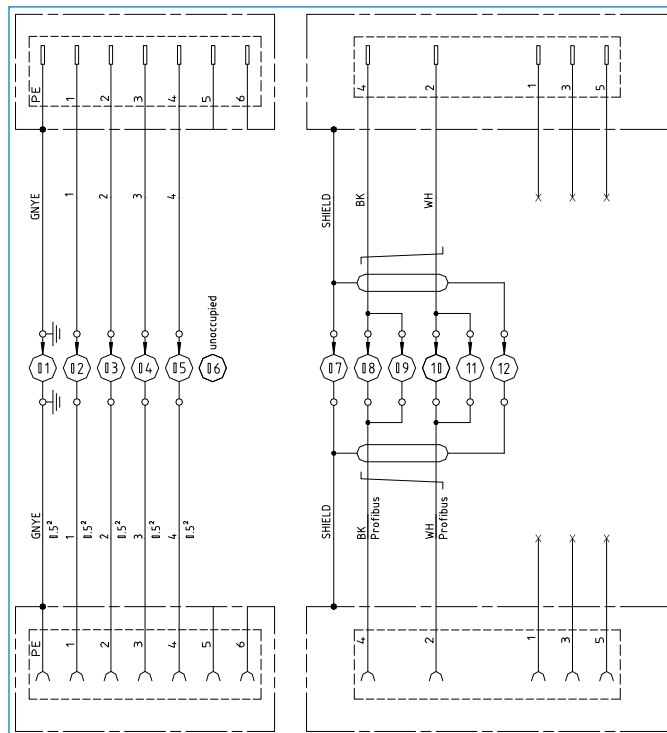 PE 1 2 3 4 5 6
4 2 1 3 5
GNYE 1 2 3 4
SHIELD BK WH
unoccupied
01 02 03 04 05 06
07 08 09 10 11 12
GNYE 1 2 3 4
0.5² 0.5² 0.5² 0.5² 0.5²
SHIELD BK WH
Profibus Profibus
PE 1 2 3 4 5 6
4 2 1 3 5